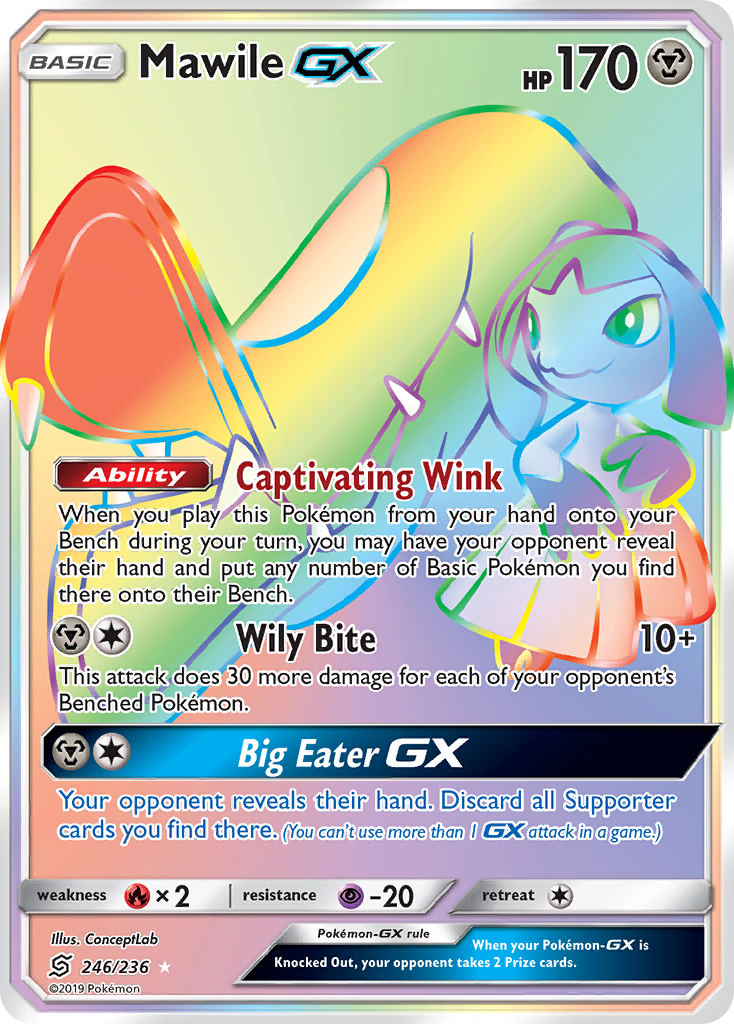 BASIC Mawile GX HP 170
Ability Captivating Wink
When you play this Pokémon from your hand onto your
Bench during your turn, you may have your opponent reveal
their hand and put any number of Basic Pokémon you find
there onto their Bench.
Wily Bite 10+
This attack does 30 more damage for each of your opponent's
Benched Pokémon.
Big Eater GX
Your opponent reveals their hand. Discard all Supporter
cards you find there. (You can't use more than 1 GX attack in a game.)
weakness ×2 resistance -20 retreat
Illus. ConceptLab
246/236
©2019 Pokémon
Pokémon-GX rule
When your Pokémon-GX is
Knocked Out, your opponent takes 2 Prize cards.